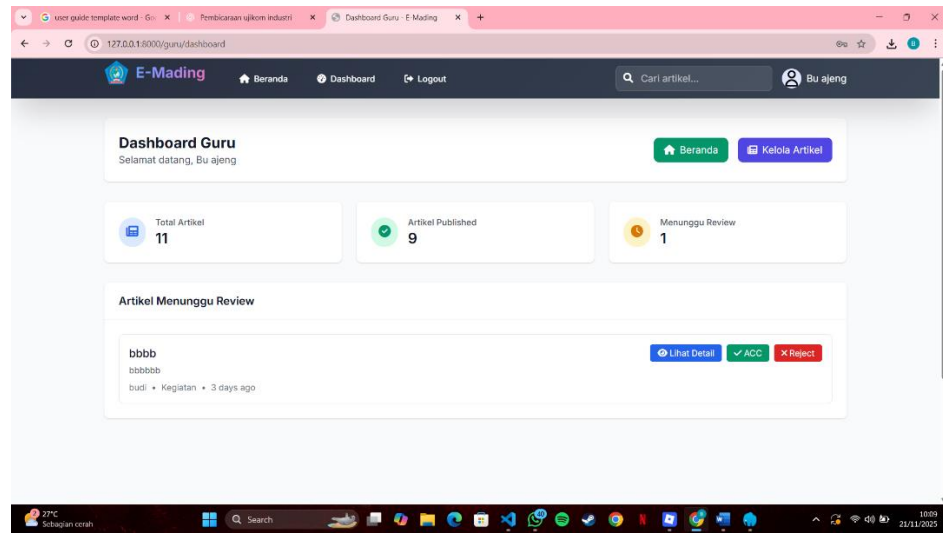 user guide template word - Go
Pembicaraan ujikom industri
Dashboard Guru - E-Mading
127.0.0.1:8000/guru/dashboard
E-Mading
Beranda
Dashboard
Logout
Cari artikel...
Bu ajeng
Dashboard Guru
Selamat datang, Bu ajeng
Beranda
Kelola Artikel
Total Artikel
11
Artikel Published
9
Menunggu Review
1
Artikel Menunggu Review
bbbb
bbbbbb
budi • Kegiatan • 3 days ago
Lihat Detail
ACC
Reject
27°C
Sebagian cerah
Search
40
10:09
21/11/2025